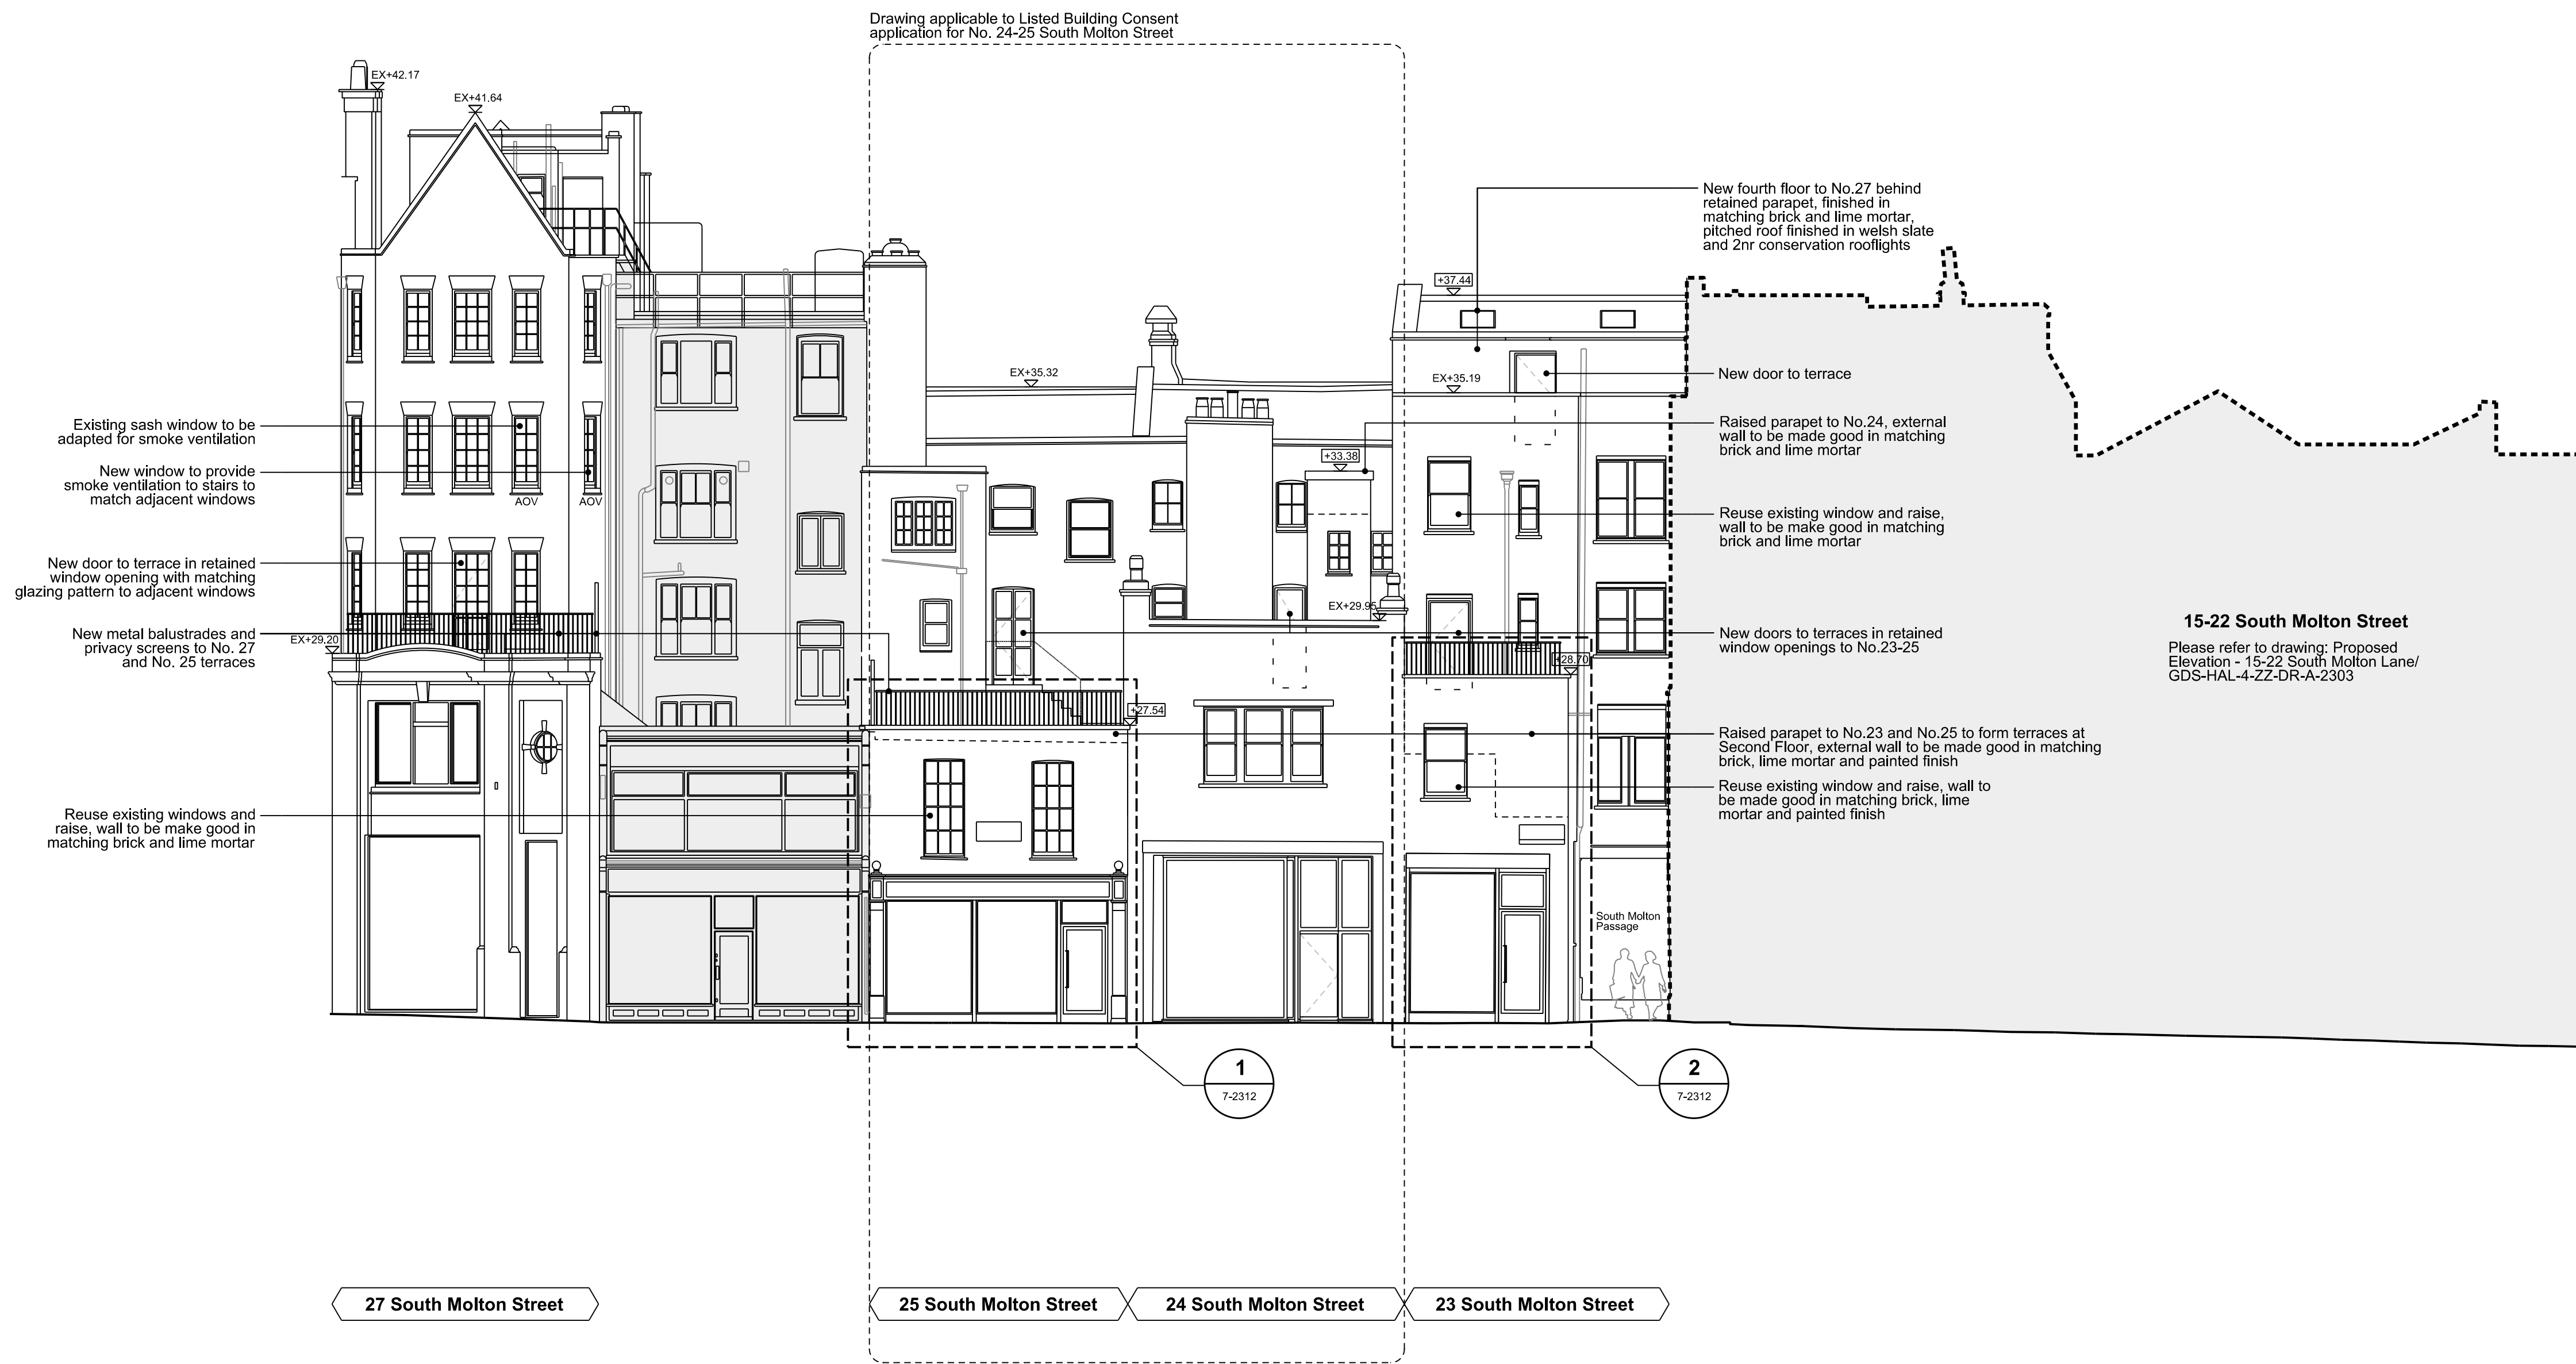 Drawing applicable to Listed Building Consent
application for No. 24-25 South Molton Street
EX+42.17
EX+41.64
New fourth floor to No.27 behind
retained parapet, finished in
matching brick and lime mortar,
pitched roof finished in welsh slate
and 2nr conservation rooflights
+37.44
New door to terrace
EX+35.32
EX+35.19
Existing sash window to be
adapted for smoke ventilation
Raised parapet to No.24, external
wall to be made good in matching
brick and lime mortar
+33.38
New window to provide
smoke ventilation to stairs to
match adjacent windows
AOV
AOV
Reuse existing window and raise,
wall to be make good in matching
brick and lime mortar
New door to terrace in retained
window opening with matching
glazing pattern to adjacent windows
EX+29.95
New metal balustrades and
privacy screens to No. 27
and No. 25 terraces
EX+29.20
New doors to terraces in retained
window openings to No.23-25
+28.70
15-22 South Molton Street
Please refer to drawing: Proposed
Elevation - 15-22 South Molton Lane/
GDS-HAL-4-ZZ-DR-A-2303
+27.54
Raised parapet to No.23 and No.25 to form terraces at
Second Floor, external wall to be made good in matching
brick, lime mortar and painted finish
Reuse existing window and raise, wall to
be made good in matching brick, lime
mortar and painted finish
Reuse existing windows and
raise, wall to be make good in
matching brick and lime mortar
South Molton
Passage
1
7-2312
2
7-2312
27 South Molton Street
25 South Molton Street
24 South Molton Street
23 South Molton Street